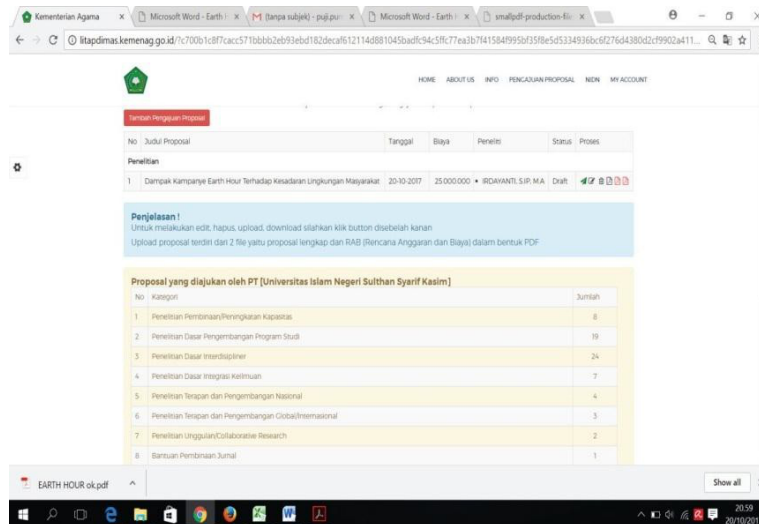 Kementerian Agama
Microsoft Word - Earth H
(tanpa subjek) - puji.pur
Microsoft Word - Earth H
smallpdf-production-file
litapdimas.kemenag.go.id/
HOME ABOUT US INFO PENGAJUAN PROPOSAL NIDN MY ACCOUNT
Tambah Pengajuan Proposal
No Judul Proposal Tanggal Biaya Peneliti Status Proses
Penelitian
1 Dampak Kampanye Earth Hour Terhadap Kesadaran Lingkungan Masyarakat 20-10-2017 25.000.000 • IRDAYANTI, S.IP, M.A Draft
Penjelasan !
Untuk melakukan edit, hapus, upload, download silahkan klik button disebelah kanan
Upload proposal terdiri dari 2 file yaitu proposal lengkap dan RAB (Rencana Anggaran dan Biaya) dalam bentuk PDF
Proposal yang diajukan oleh PT [Universitas Islam Negeri Sulthan Syarif Kasim]
No Kategori Jumlah
1 Penelitian Pembinaan/Peningkatan Kapasitas 8
2 Penelitian Dasar Pengembangan Program Studi 19
3 Penelitian Dasar Interdisipliner 24
4 Penelitian Dasar Integrasi Keilmuan 7
5 Penelitian Terapan dan Pengembangan Nasional 4
6 Penelitian Terapan dan Pengembangan Global/Internasional 3
7 Penelitian Unggulan/Collaborative Research 2
8 Bantuan Pembinaan Jurnal 1
EARTH HOUR ok.pdf
Show all
20:59
20/10/201